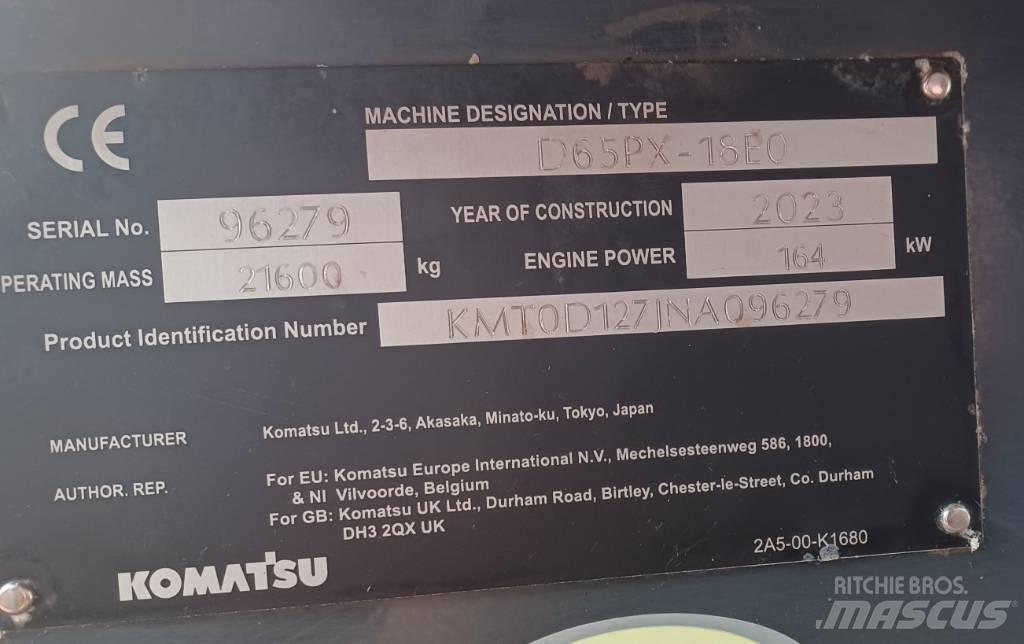 CE
MACHINE DESIGNATION / TYPE
D65PX-18E0
SERIAL No. 96279 YEAR OF CONSTRUCTION 2023
PERATING MASS 21600 kg ENGINE POWER 164 kW
Product Identification Number KMT0D127JNA096279
MANUFACTURER Komatsu Ltd., 2-3-6, Akasaka, Minato-ku, Tokyo, Japan
AUTHOR. REP. For EU: Komatsu Europe International N.V., Mechelsesteenweg 586, 1800,
& NI Vilvoorde, Belgium
For GB: Komatsu UK Ltd., Durham Road, Birtley, Chester-le-Street, Co. Durham
DH3 2QX UK
2A5-00-K1680
KOMATSU
RITCHIE BROS.
MASCUS